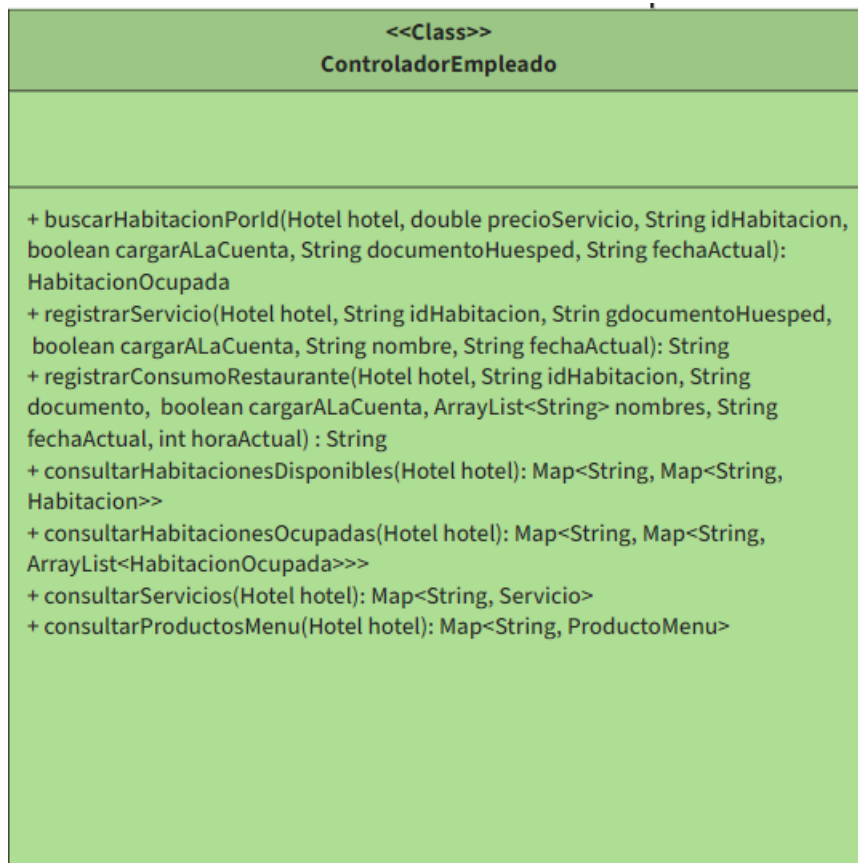 <<Class>>
ControladorEmpleado
+ buscarHabitacionPorId(Hotel hotel, double precioServicio, String idHabitacion,
boolean cargarALaCuenta, String documentoHuesped, String fechaActual):
HabitacionOcupada
+ registrarServicio(Hotel hotel, String idHabitacion, Strin gdocumentoHuesped,
boolean cargarALaCuenta, String nombre, String fechaActual): String
+ registrarConsumoRestaurante(Hotel hotel, String idHabitacion, String
documento, boolean cargarALaCuenta, ArrayList<String> nombres, String
fechaActual, int horaActual) : String
+ consultarHabitacionesDisponibles(Hotel hotel): Map<String, Map<String,
Habitacion>>
+ consultarHabitacionesOcupadas(Hotel hotel): Map<String, Map<String,
ArrayList<HabitacionOcupada>>>
+ consultarServicios(Hotel hotel): Map<String, Servicio>
+ consultarProductosMenu(Hotel hotel): Map<String, ProductoMenu>